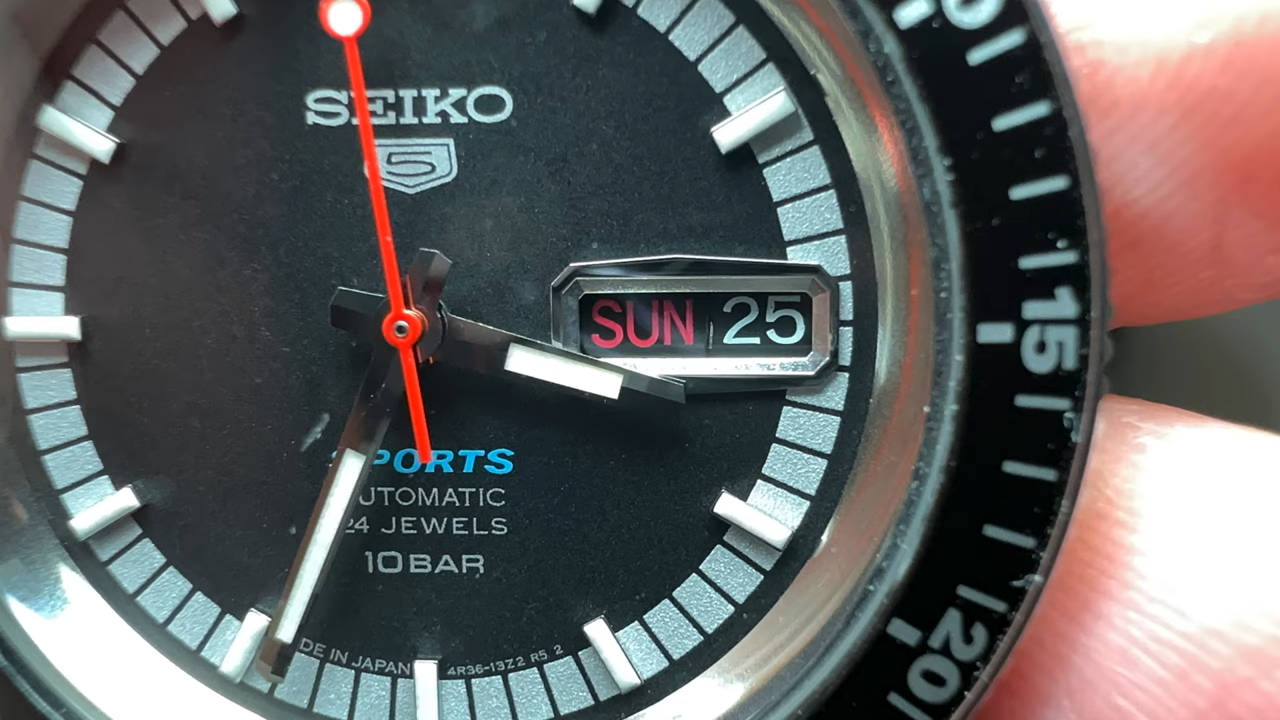 SEIKO
5
SUN 25
15
SPORTS
AUTOMATIC
24 JEWELS
10BAR
DE IN JAPAN 4R36-13Z2 R5 2
20